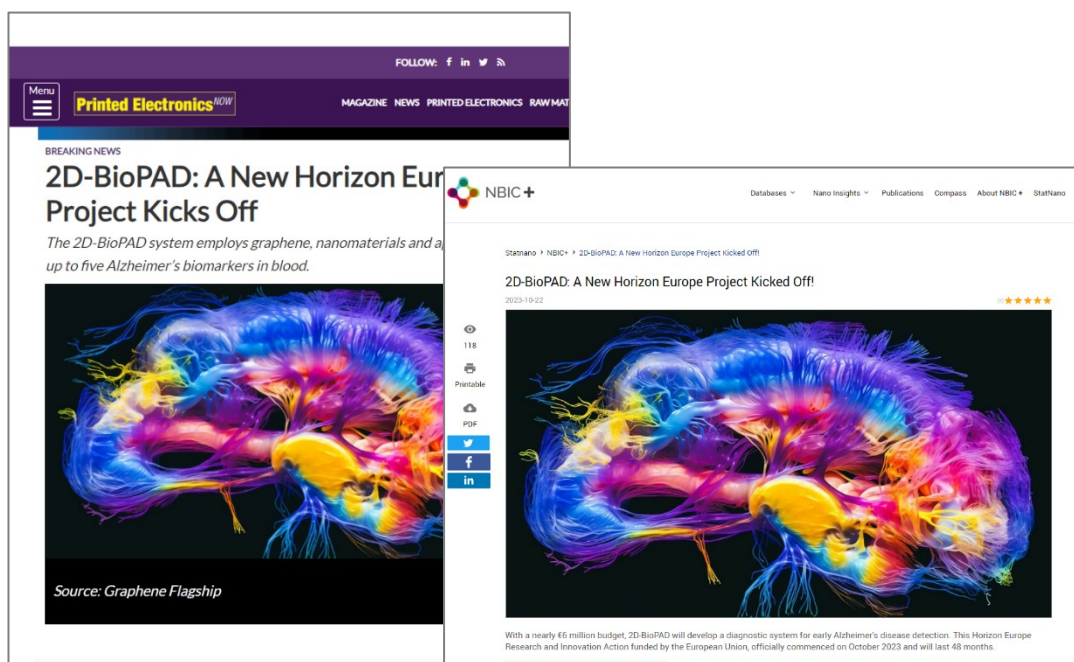 FOLLOW:
Menu
Printed Electronics NOW
MAGAZINE NEWS PRINTED ELECTRONICS RAW MAT
BREAKING NEWS
2D-BioPAD: A New Horizon Eur
Project Kicks Off
The 2D-BioPAD system employs graphene, nanomaterials and
up to five Alzheimer's biomarkers in blood.
Source: Graphene Flagship
NBIC+
Databases Nano Insights Publications Compass About NBIC+ StatNano
Statnano > NBIC+ > 2D-BioPAD: A New Horizon Europe Project Kicked Off!
2D-BioPAD: A New Horizon Europe Project Kicked Off!
2023-10-22
118
Printable
PDF
With a nearly €6 million budget, 2D-BioPAD will develop a diagnostic system for early Alzheimer's disease detection. This Horizon Europe
Research and Innovation Action funded by the European Union, officially commenced on October 2023 and will last 48 months.